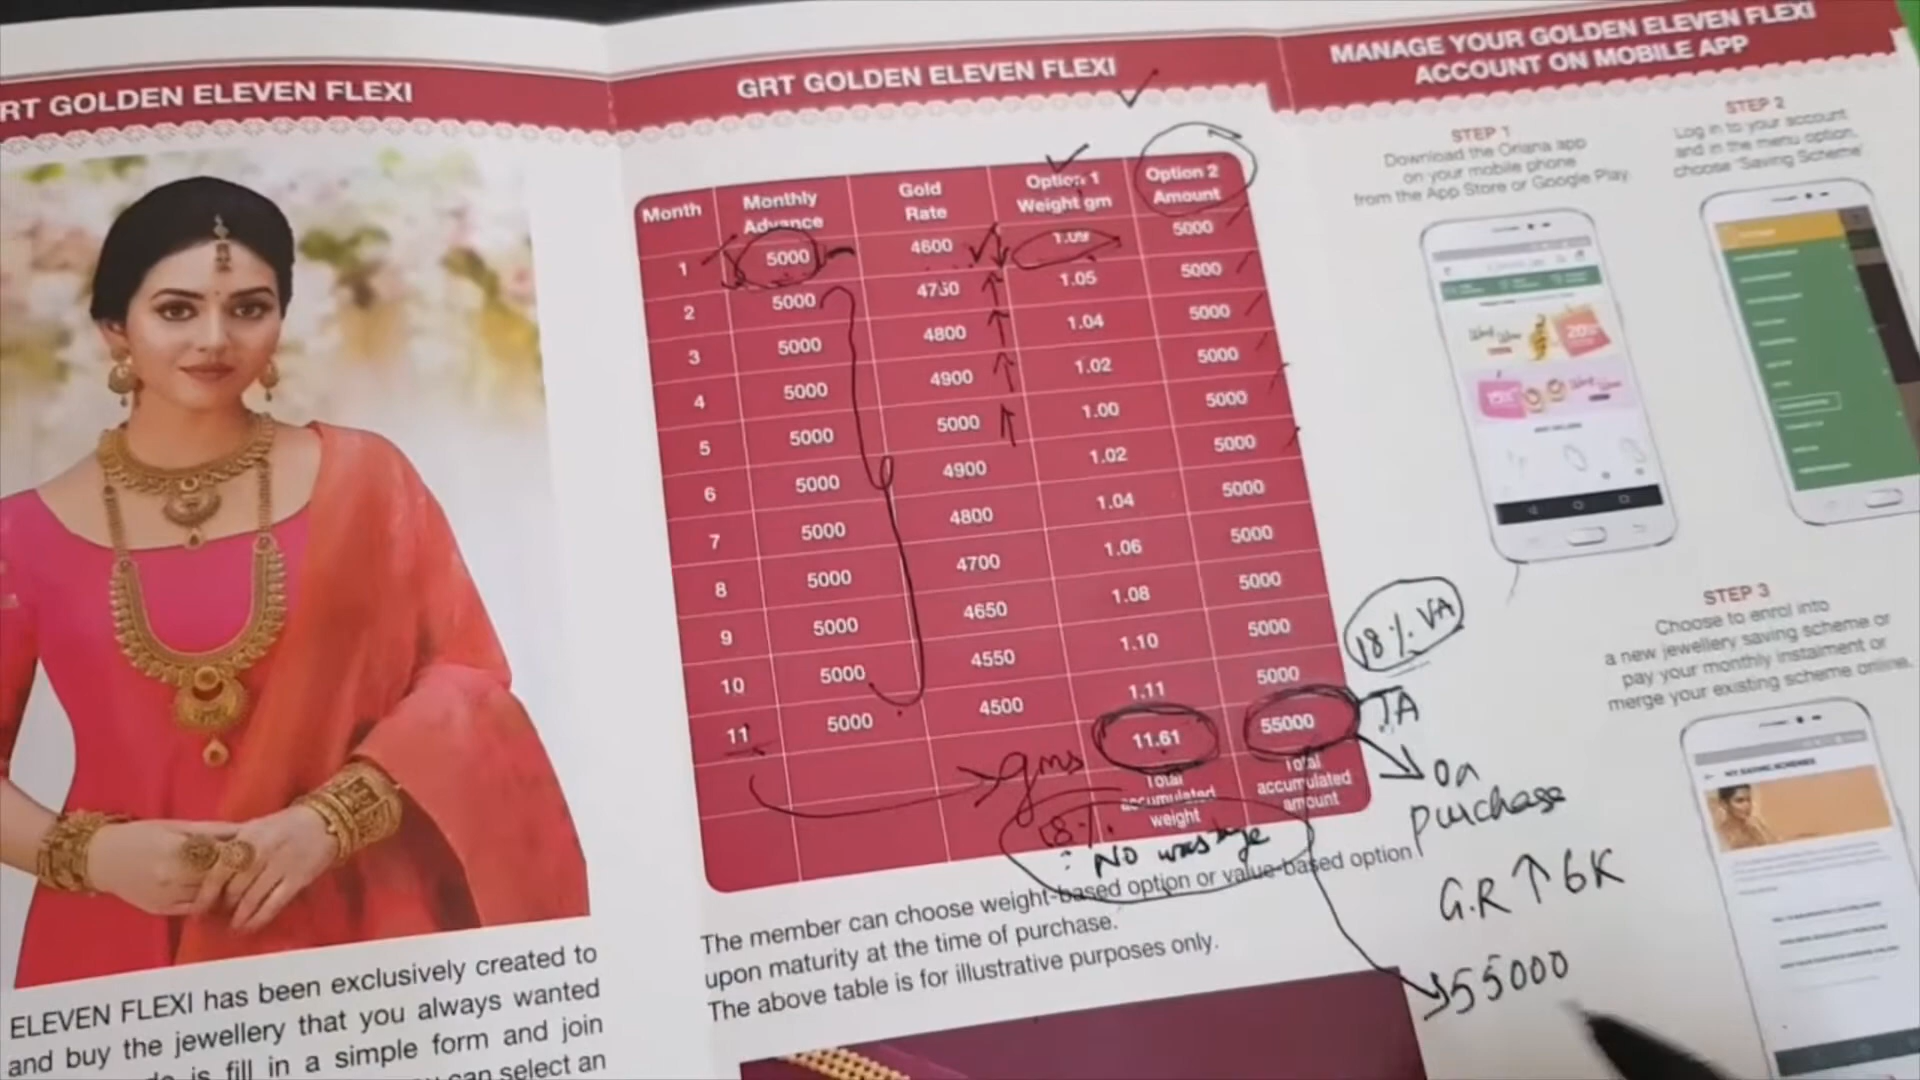 RT GOLDEN ELEVEN FLEXI
ELEVEN FLEXI has been exclusively created to
and buy the jewellery that you always wanted
is fill in a simple form and join
can select an
GRT GOLDEN ELEVEN FLEXI
Month Monthly Advance Gold Rate Option 1 Weight gm Option 2 Amount
1 5000 4600 1.09 5000
2 5000 4750 1.05 5000
3 5000 4800 1.04 5000
4 5000 4900 1.02 5000
5 5000 5000 1.00 5000
6 5000 4900 1.02 5000
7 5000 4800 1.04 5000
8 5000 4700 1.06 5000
9 5000 4650 1.08 5000
10 5000 4550 1.10 5000
11 5000 4500 1.11 5000
gms 11.61 55000
Total accumulated weight Total accumulated amount
18%
NO wastage
18% VA
TA
on
purchase
G.R ↑ 6K
55000
The member can choose weight-based option or value-based option
upon maturity at the time of purchase.
The above table is for illustrative purposes only.
MANAGE YOUR GOLDEN ELEVEN FLEXI
ACCOUNT ON MOBILE APP
STEP 1
Download the Oriana app
on your mobile phone
from the App Store or Google Play.
STEP 2
Log in to your account
and in the menu option,
choose 'Saving Scheme'
STEP 3
Choose to enrol into
a new jewellery saving scheme or
pay your monthly instalment or
merge your existing scheme online.
MY SAVING SCHEMES